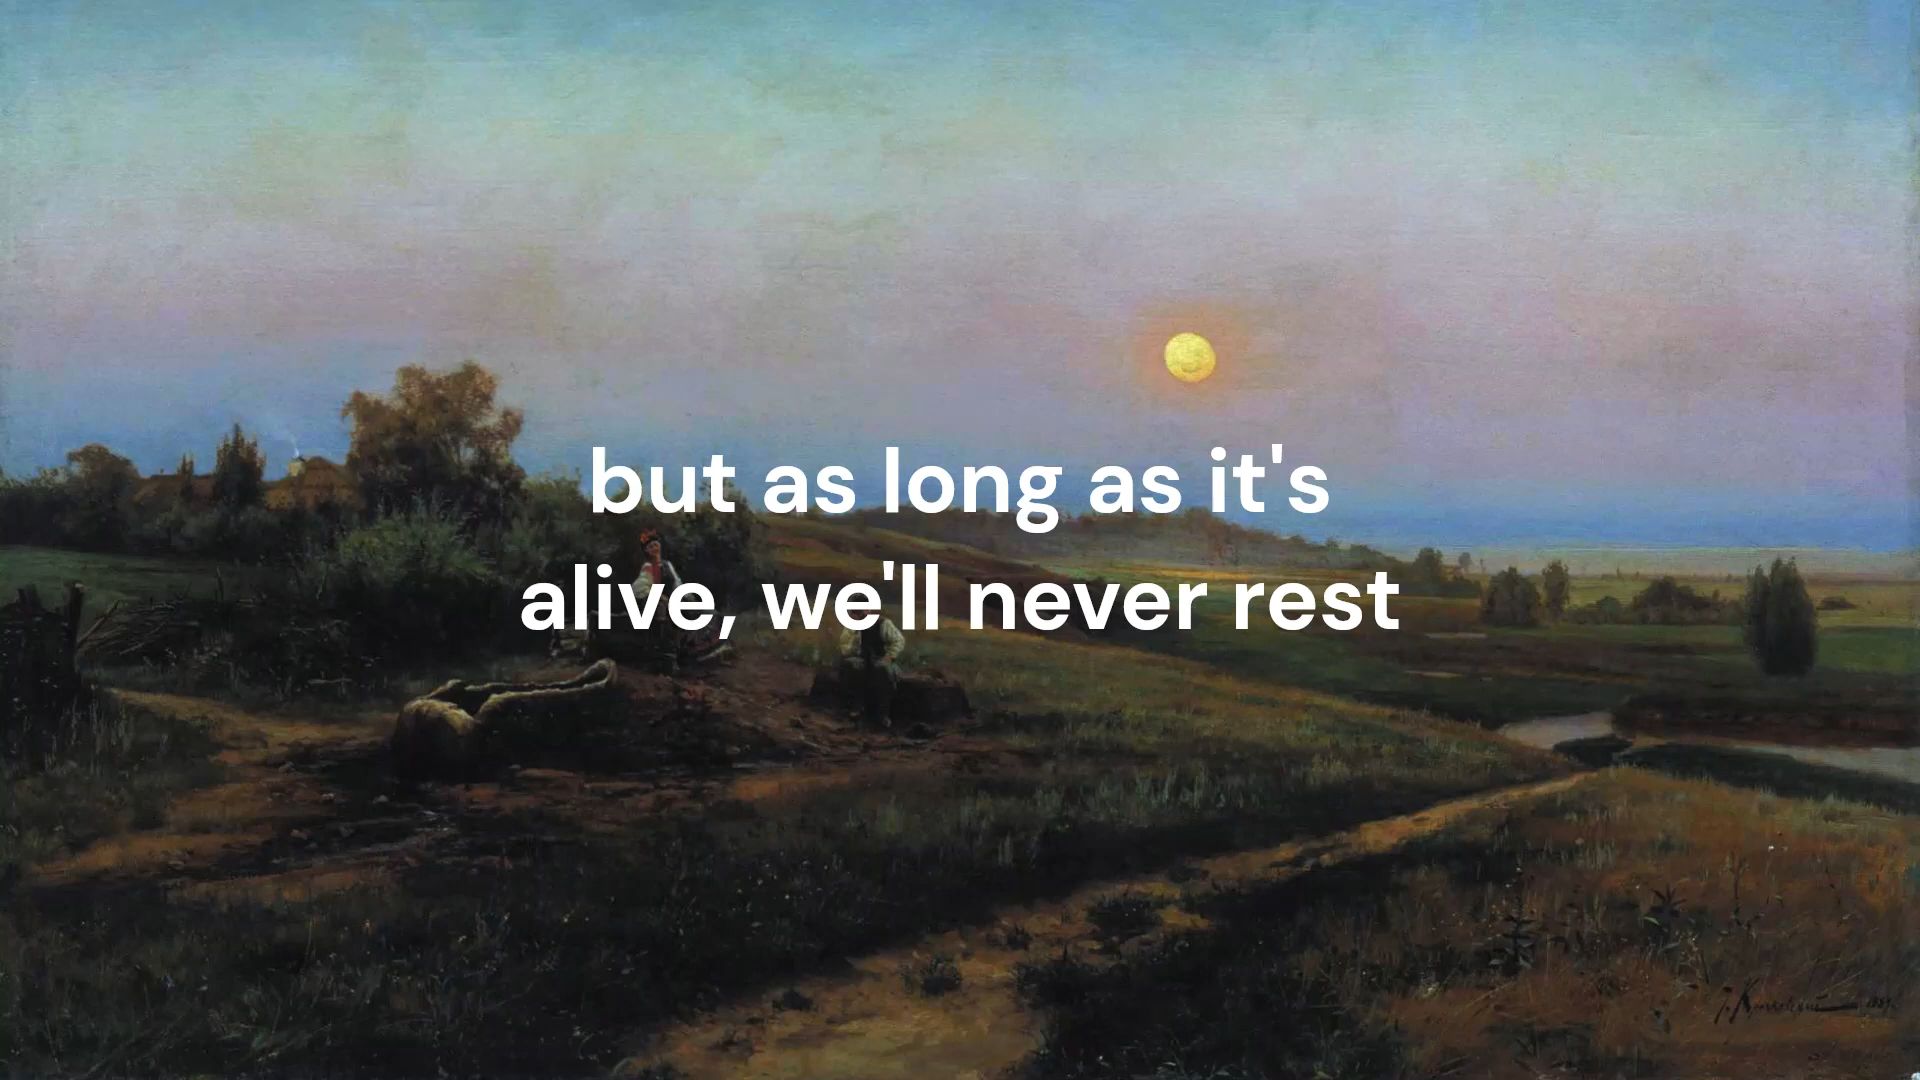 but as long as it's
alive, we'll never rest